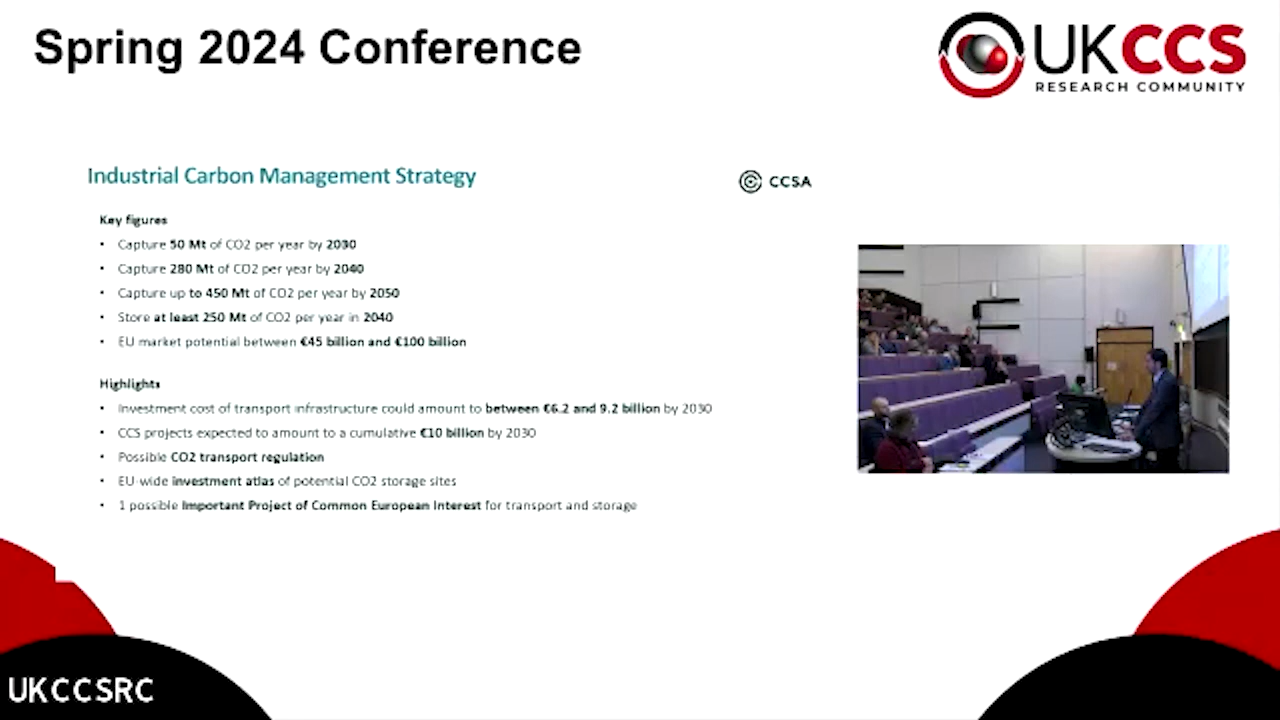 Spring 2024 Conference
UKCCS
RESEARCH COMMUNITY
Industrial Carbon Management Strategy
CCSA
Key figures
• Capture 50 Mt of CO2 per year by 2030
• Capture 280 Mt of CO2 per year by 2040
• Capture up to 450 Mt of CO2 per year by 2050
• Store at least 250 Mt of CO2 per year in 2040
• EU market potential between €45 billion and €100 billion
Highlights
• Investment cost of transport infrastructure could amount to between €6.2 and 9.2 billion by 2030
• CCS projects expected to amount to a cumulative €10 billion by 2030
• Possible CO2 transport regulation
• EU-wide investment atlas of potential CO2 storage sites
• 1 possible Important Project of Common European Interest for transport and storage
UKCCSRC